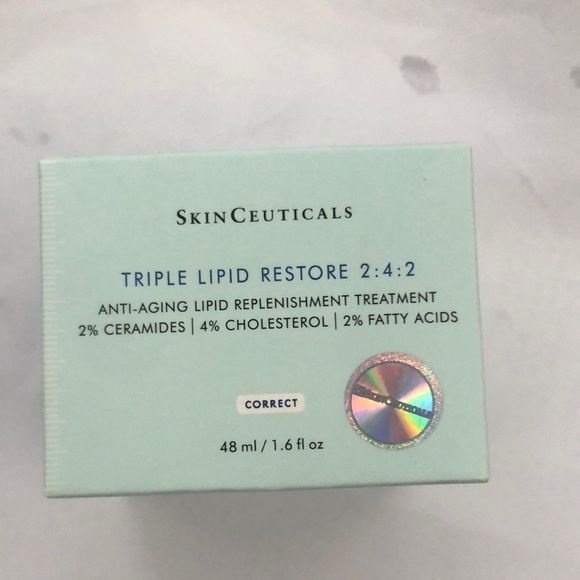 SKINCEUTICALS
TRIPLE LIPID RESTORE 2:4:2
ANTI-AGING LIPID REPLENISHMENT TREATMENT
2% CERAMIDES | 4% CHOLESTEROL | 2% FATTY ACIDS
CORRECT
SKINCEUTICALS
48 ml / 1.6 fl oz